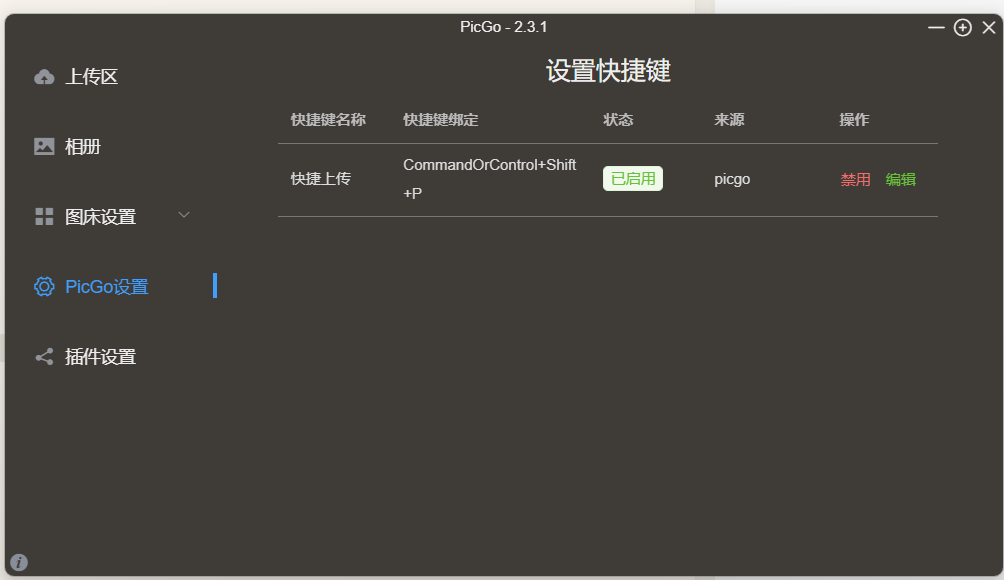 PicGo - 2.3.1
上传区
相册
图床设置
PicGo设置
插件设置
设置快捷键
快捷键名称 快捷键绑定 状态 来源 操作
快捷上传 CommandOrControl+Shift
+P 已启用 picgo 禁用 编辑